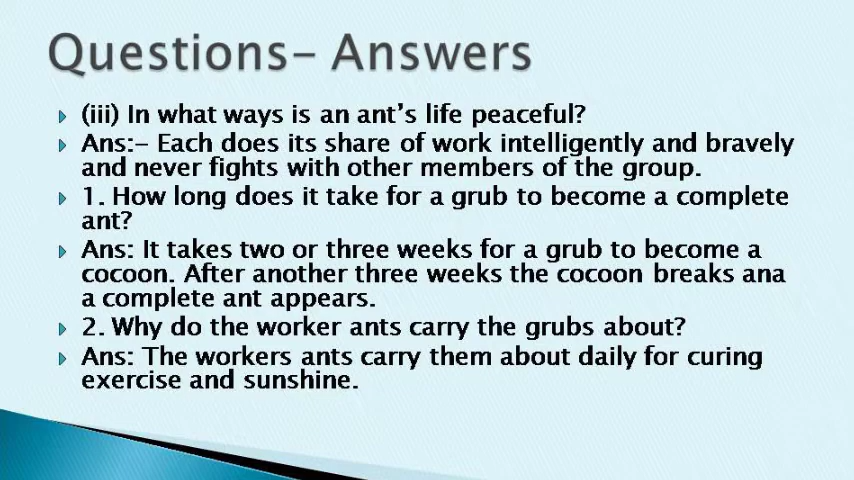 Questions- Answers
(iii) In what ways is an ant's life peaceful?
Ans:- Each does its share of work intelligently and bravely
and never fights with other members of the group.
1. How long does it take for a grub to become a complete
ant?
Ans: It takes two or three weeks for a grub to become a
cocoon. After another three weeks the cocoon breaks ana
a complete ant appears.
2. Why do the worker ants carry the grubs about?
Ans: The workers ants carry them about daily for curing
exercise and sunshine.